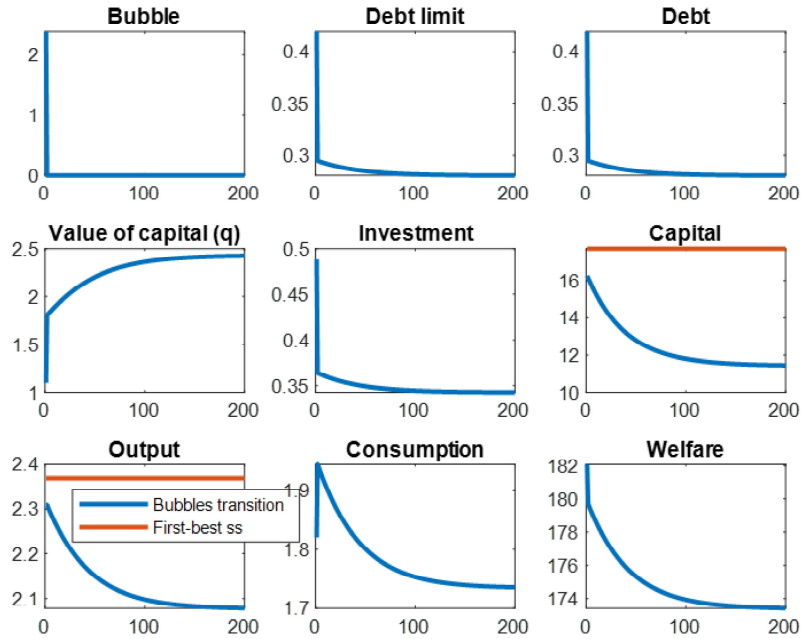 Bubble
2
1
0
0 100 200
Debt limit
0.4
0.35
0.3
0 100 200
Debt
0.4
0.35
0.3
0 100 200
Value of capital (q)
2.5
2
1.5
1
0 100 200
Investment
0.5
0.45
0.4
0.35
0 100 200
Capital
16
14
12
10
0 100 200
Output
2.4
2.3
2.2
2.1
0 100 200
Bubbles transition
First-best ss
Consumption
1.9
1.8
1.7
0 100 200
Welfare
182
180
178
176
174
0 100 200